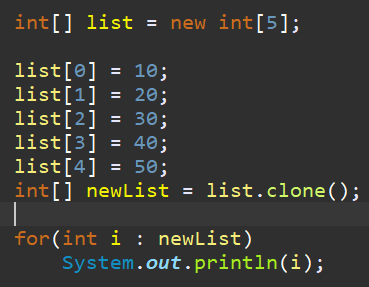 int[] list = new int[5];
list[0] = 10;
list[1] = 20;
list[2] = 30;
list[3] = 40;
list[4] = 50;
int[] newList = list.clone();
for(int i : newList)
System.out.println(i);